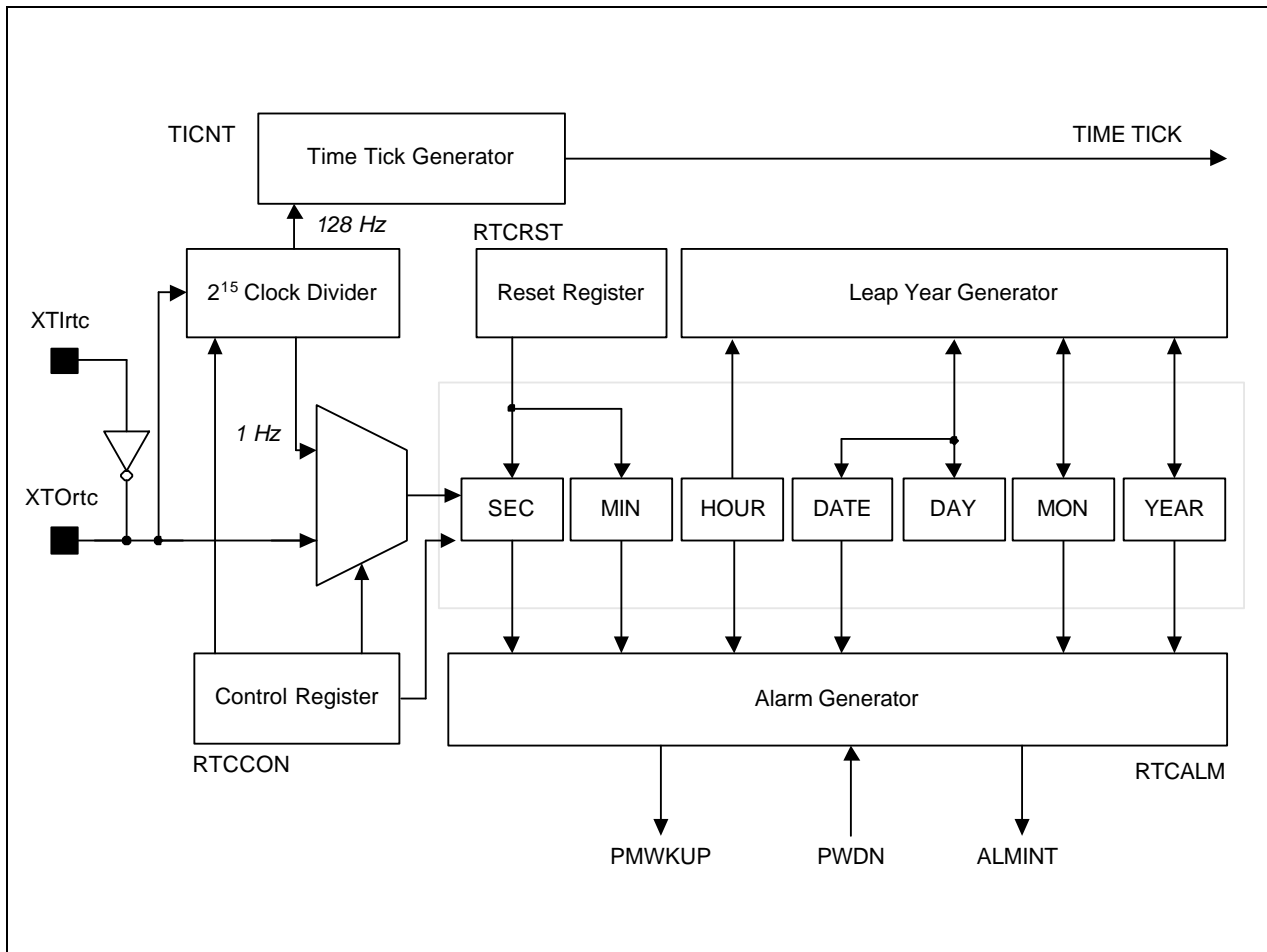 TICNT
Time Tick Generator
TIME TICK
128 Hz
RTCRST
2¹⁵ Clock Divider
Reset Register
Leap Year Generator
XTIrtc
1 Hz
XTOrtc
SEC
MIN
HOUR
DATE
DAY
MON
YEAR
Control Register
Alarm Generator
RTCCON
RTCALM
PMWKUP
PWDN
ALMINT